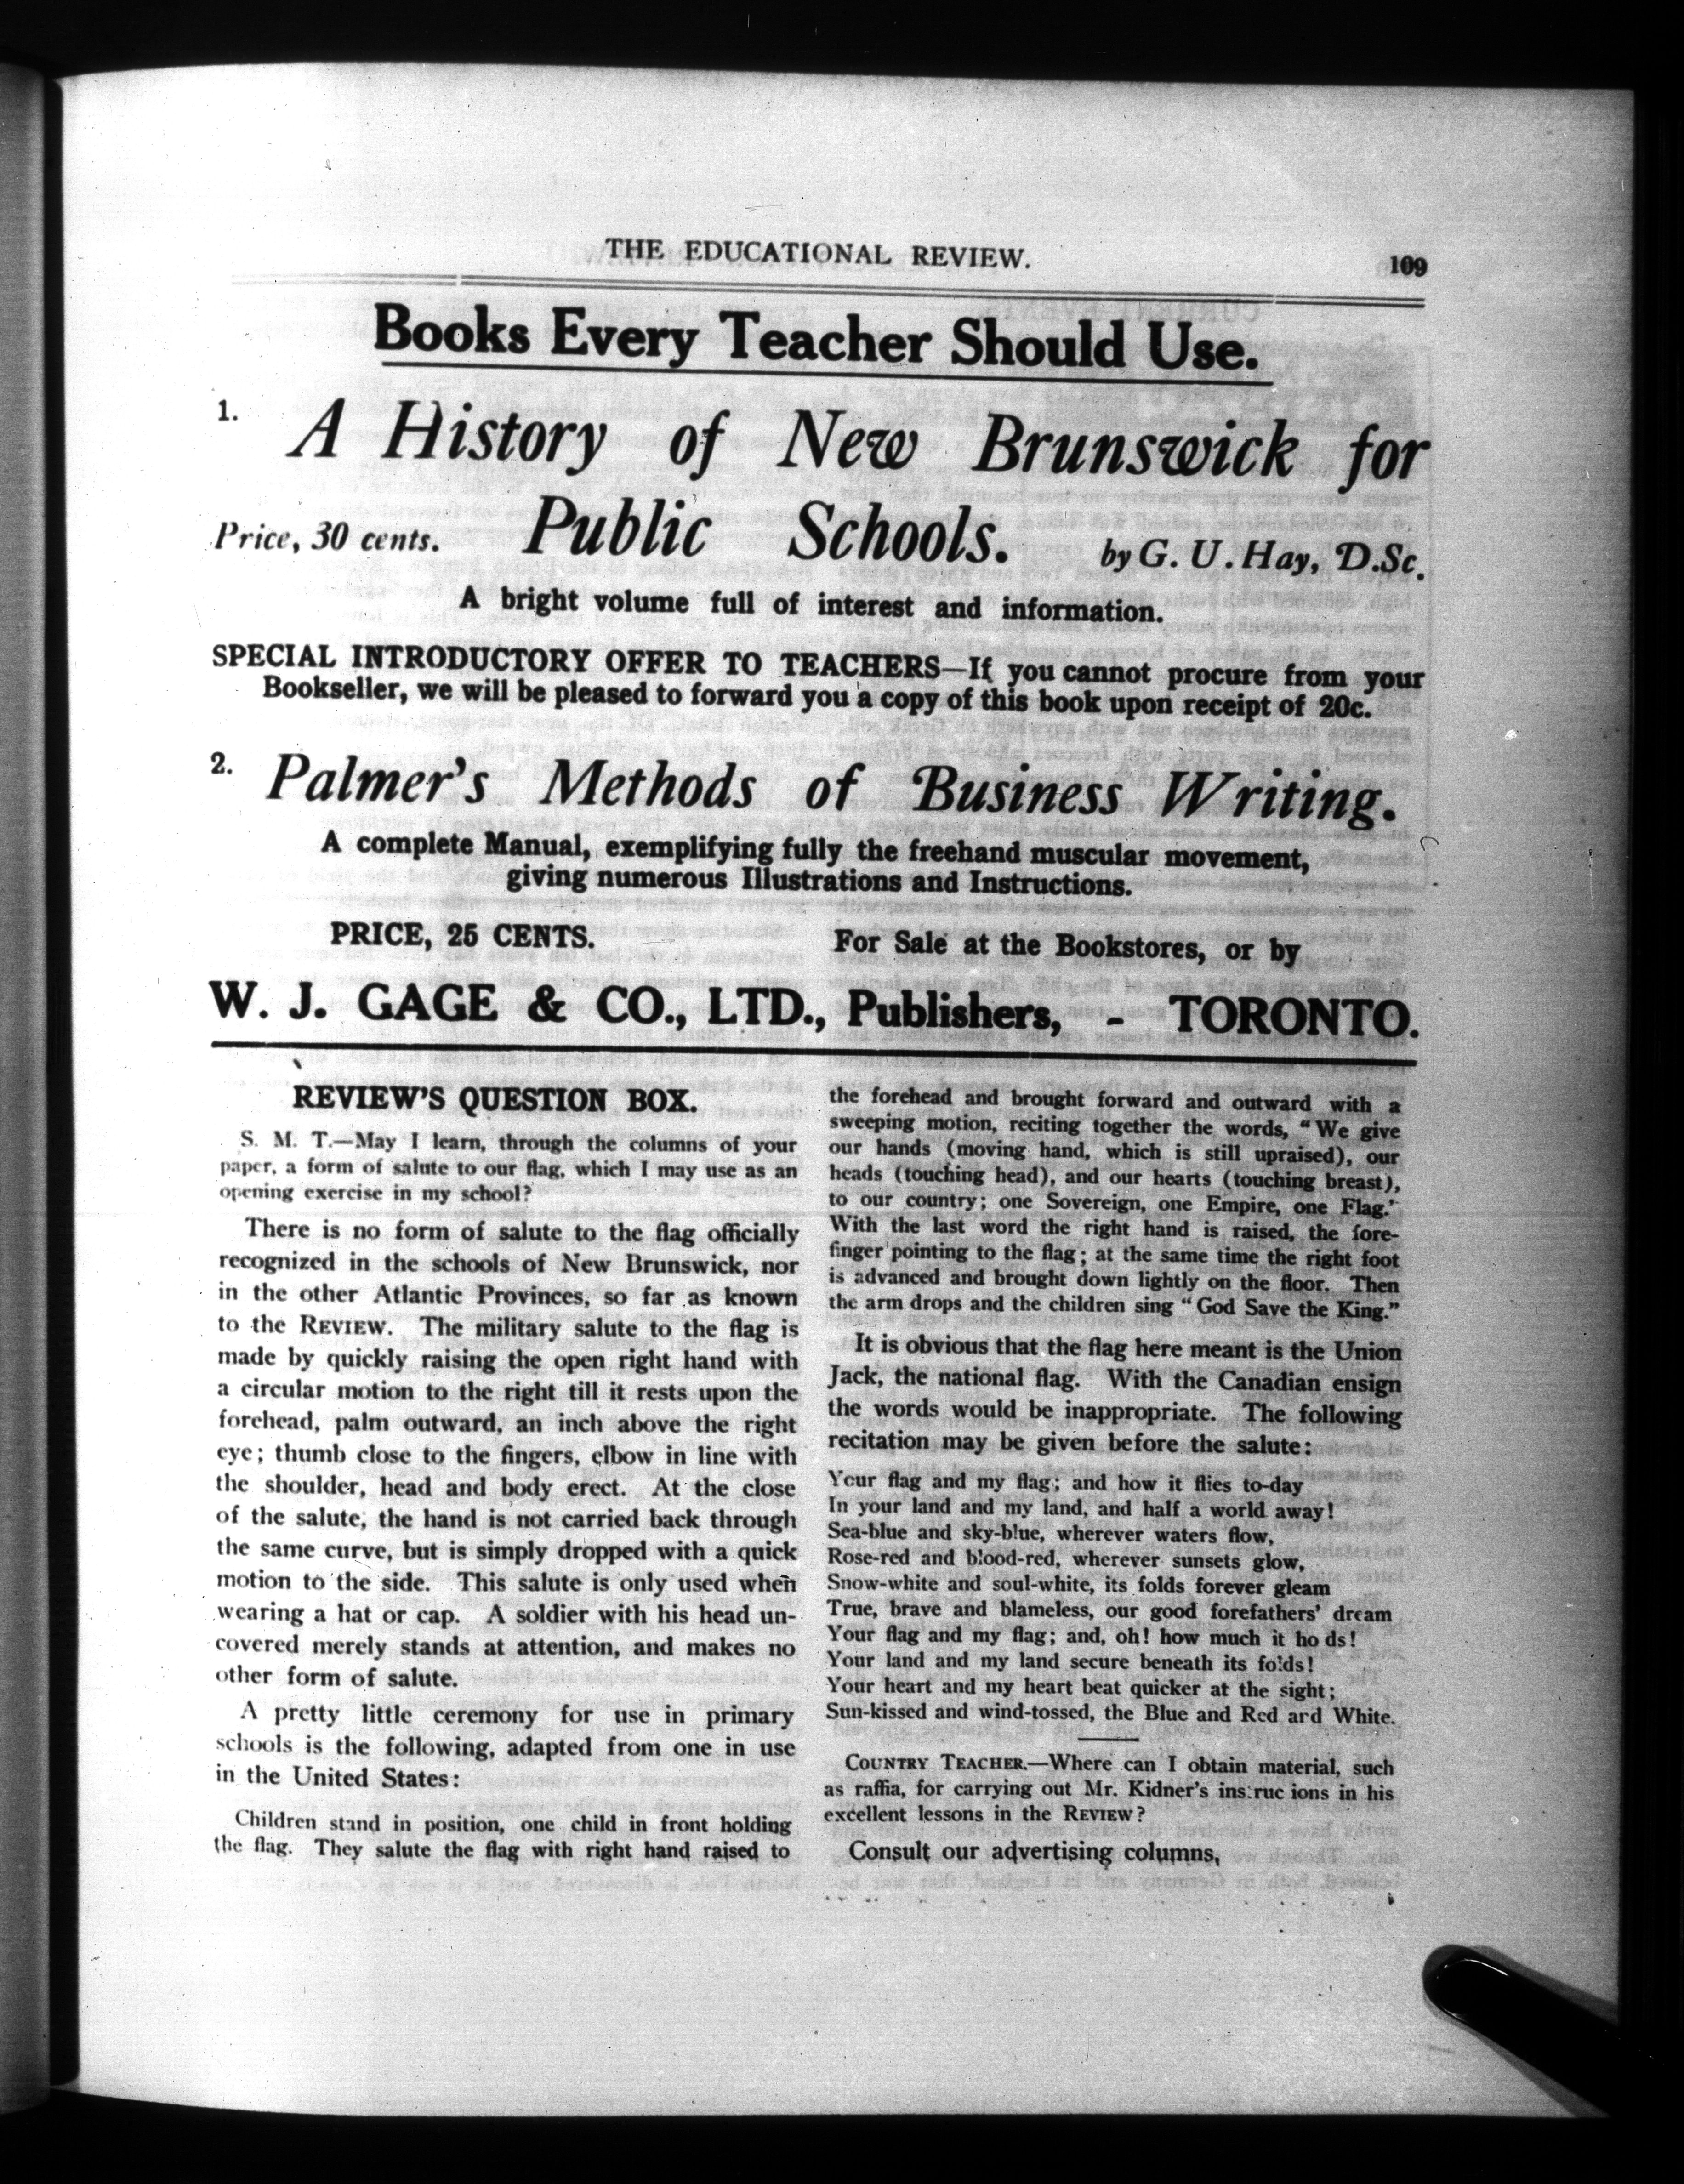 THE EDUCATIONAL REVIEW.
109
Books Every Teacher Should Use.
1. A History of New Brunswick for
Price, 30 cents. Public Schools. by G. U. Hay, D.Sc.
A bright volume full of interest and information.
SPECIAL INTRODUCTORY OFFER TO TEACHERS—If you cannot procure from your
Bookseller, we will be pleased to forward you a copy of this book upon receipt of 20c.
2. Palmer's Methods of Business Writing.
A complete Manual, exemplifying fully the freehand muscular movement,
giving numerous Illustrations and Instructions.
PRICE, 25 CENTS. For Sale at the Bookstores, or by
W. J. GAGE & CO., LTD., Publishers, - TORONTO.
REVIEW'S QUESTION BOX.
S. M. T.—May I learn, through the columns of your
paper, a form of salute to our flag, which I may use as an
opening exercise in my school?
There is no form of salute to the flag officially
recognized in the schools of New Brunswick, nor
in the other Atlantic Provinces, so far as known
to the REVIEW. The military salute to the flag is
made by quickly raising the open right hand with
a circular motion to the right till it rests upon the
forehead, palm outward, an inch above the right
eye; thumb close to the fingers, elbow in line with
the shoulder, head and body erect. At the close
of the salute, the hand is not carried back through
the same curve, but is simply dropped with a quick
motion to the side. This salute is only used when
wearing a hat or cap. A soldier with his head un-
covered merely stands at attention, and makes no
other form of salute.
A pretty little ceremony for use in primary
schools is the following, adapted from one in use
in the United States:
Children stand in position, one child in front holding
the flag. They salute the flag with right hand raised to
the forehead and brought forward and outward with a
sweeping motion, reciting together the words, "We give
our hands (moving hand, which is still upraised), our
heads (touching head), and our hearts (touching breast),
to our country; one Sovereign, one Empire, one Flag."
With the last word the right hand is raised, the fore-
finger pointing to the flag; at the same time the right foot
is advanced and brought down lightly on the floor. Then
the arm drops and the children sing "God Save the King."
It is obvious that the flag here meant is the Union
Jack, the national flag. With the Canadian ensign
the words would be inappropriate. The following
recitation may be given before the salute:
Your flag and my flag; and how it flies to-day
In your land and my land, and half a world away!
Sea-blue and sky-blue, wherever waters flow,
Rose-red and blood-red, wherever sunsets glow,
Snow-white and soul-white, its folds forever gleam
True, brave and blameless, our good forefathers' dream
Your flag and my flag; and, oh! how much it ho ds!
Your land and my land secure beneath its folds!
Your heart and my heart beat quicker at the sight;
Sun-kissed and wind-tossed, the Blue and Red ard White.
COUNTRY TEACHER.—Where can I obtain material, such
as raffia, for carrying out Mr. Kidner's ins:ruc ions in his
excellent lessons in the REVIEW?
Consult our advertising columns,